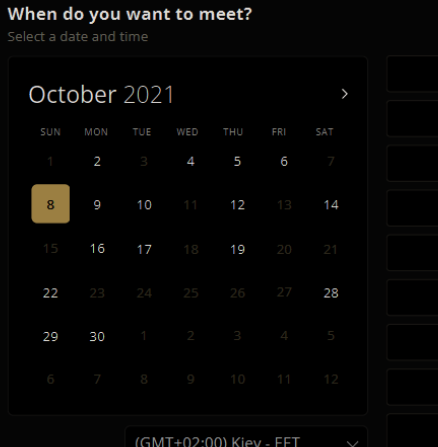 When do you want to meet?
Select a date and time
October 2021
SUN MON TUE WED THU FRI SAT
1 2 3 4 5 6 7
8 9 10 11 12 13 14
15 16 17 18 19 20 21
22 23 24 25 26 27 28
29 30 1 2 3 4 5
6 7 8 9 10 11 12
(GMT+02:00) Kiev - EET